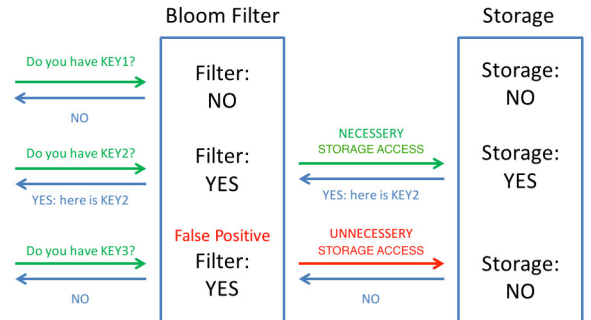 Bloom Filter
Storage
Do you have KEY1?
Filter:
NO
Storage:
NO
NO
Do you have KEY2?
Filter:
YES
NECESSERY
STORAGE ACCESS
Storage:
YES
YES: here is KEY2
YES: here is KEY2
False Positive
Do you have KEY3?
Filter:
YES
UNNECESSERY
STORAGE ACCESS
Storage:
NO
NO
NO